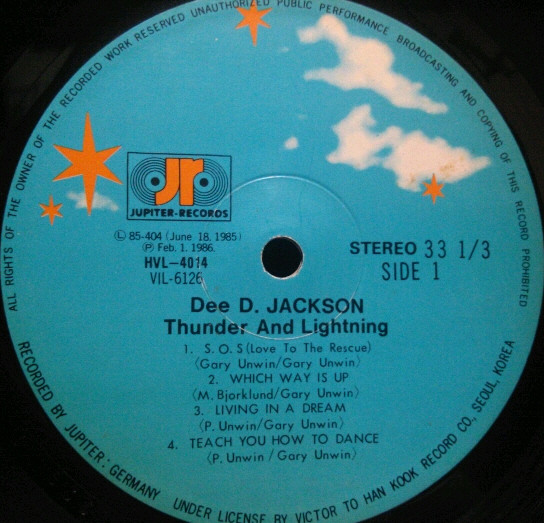 ALL RIGHTS OF THE OWNER OF THE RECORDED WORK RESERVED UNAUTHORIZED PUBLIC PERFORMANCE BROADCASTING AND COPYING OF THIS RECORD PROHIBITED
jr
JUPITER-RECORDS
Ⓛ 85-404 (June 18, 1985)
Ⓟ Feb. 1. 1986.
HVL-4014
VIL-6126
STEREO 33 1/3
SIDE 1
Dee D. JACKSON
Thunder And Lightning
1. S.O.S (Love To The Rescue)
(Gary Unwin/Gary Unwin)
2. WHICH WAY IS UP
(M. Bjorklund/Gary Unwin)
3. LIVING IN A DREAM
(P. Unwin/Gary Unwin)
4. TEACH YOU HOW TO DANCE
(P. Unwin / Gary Unwin)
RECORDED BY JUPITER: GERMANY UNDER LICENSE BY VICTOR TO HAN KOOK RECORD CO, SEOUL, KOREA